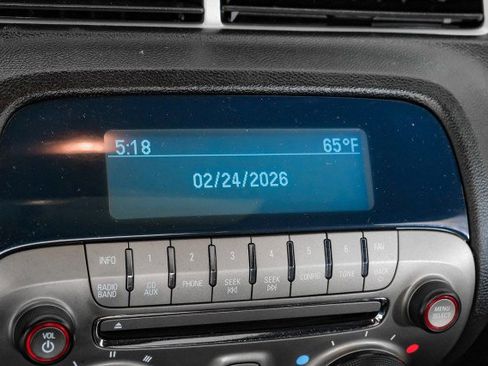 5:18 65°F
02/24/2026
INFO 1 2 3 4 5 6 FAV
RADIO BAND CD AUX PHONE SEEK SEEK CONFIG TONE BACK
VOL
MENU SELECT